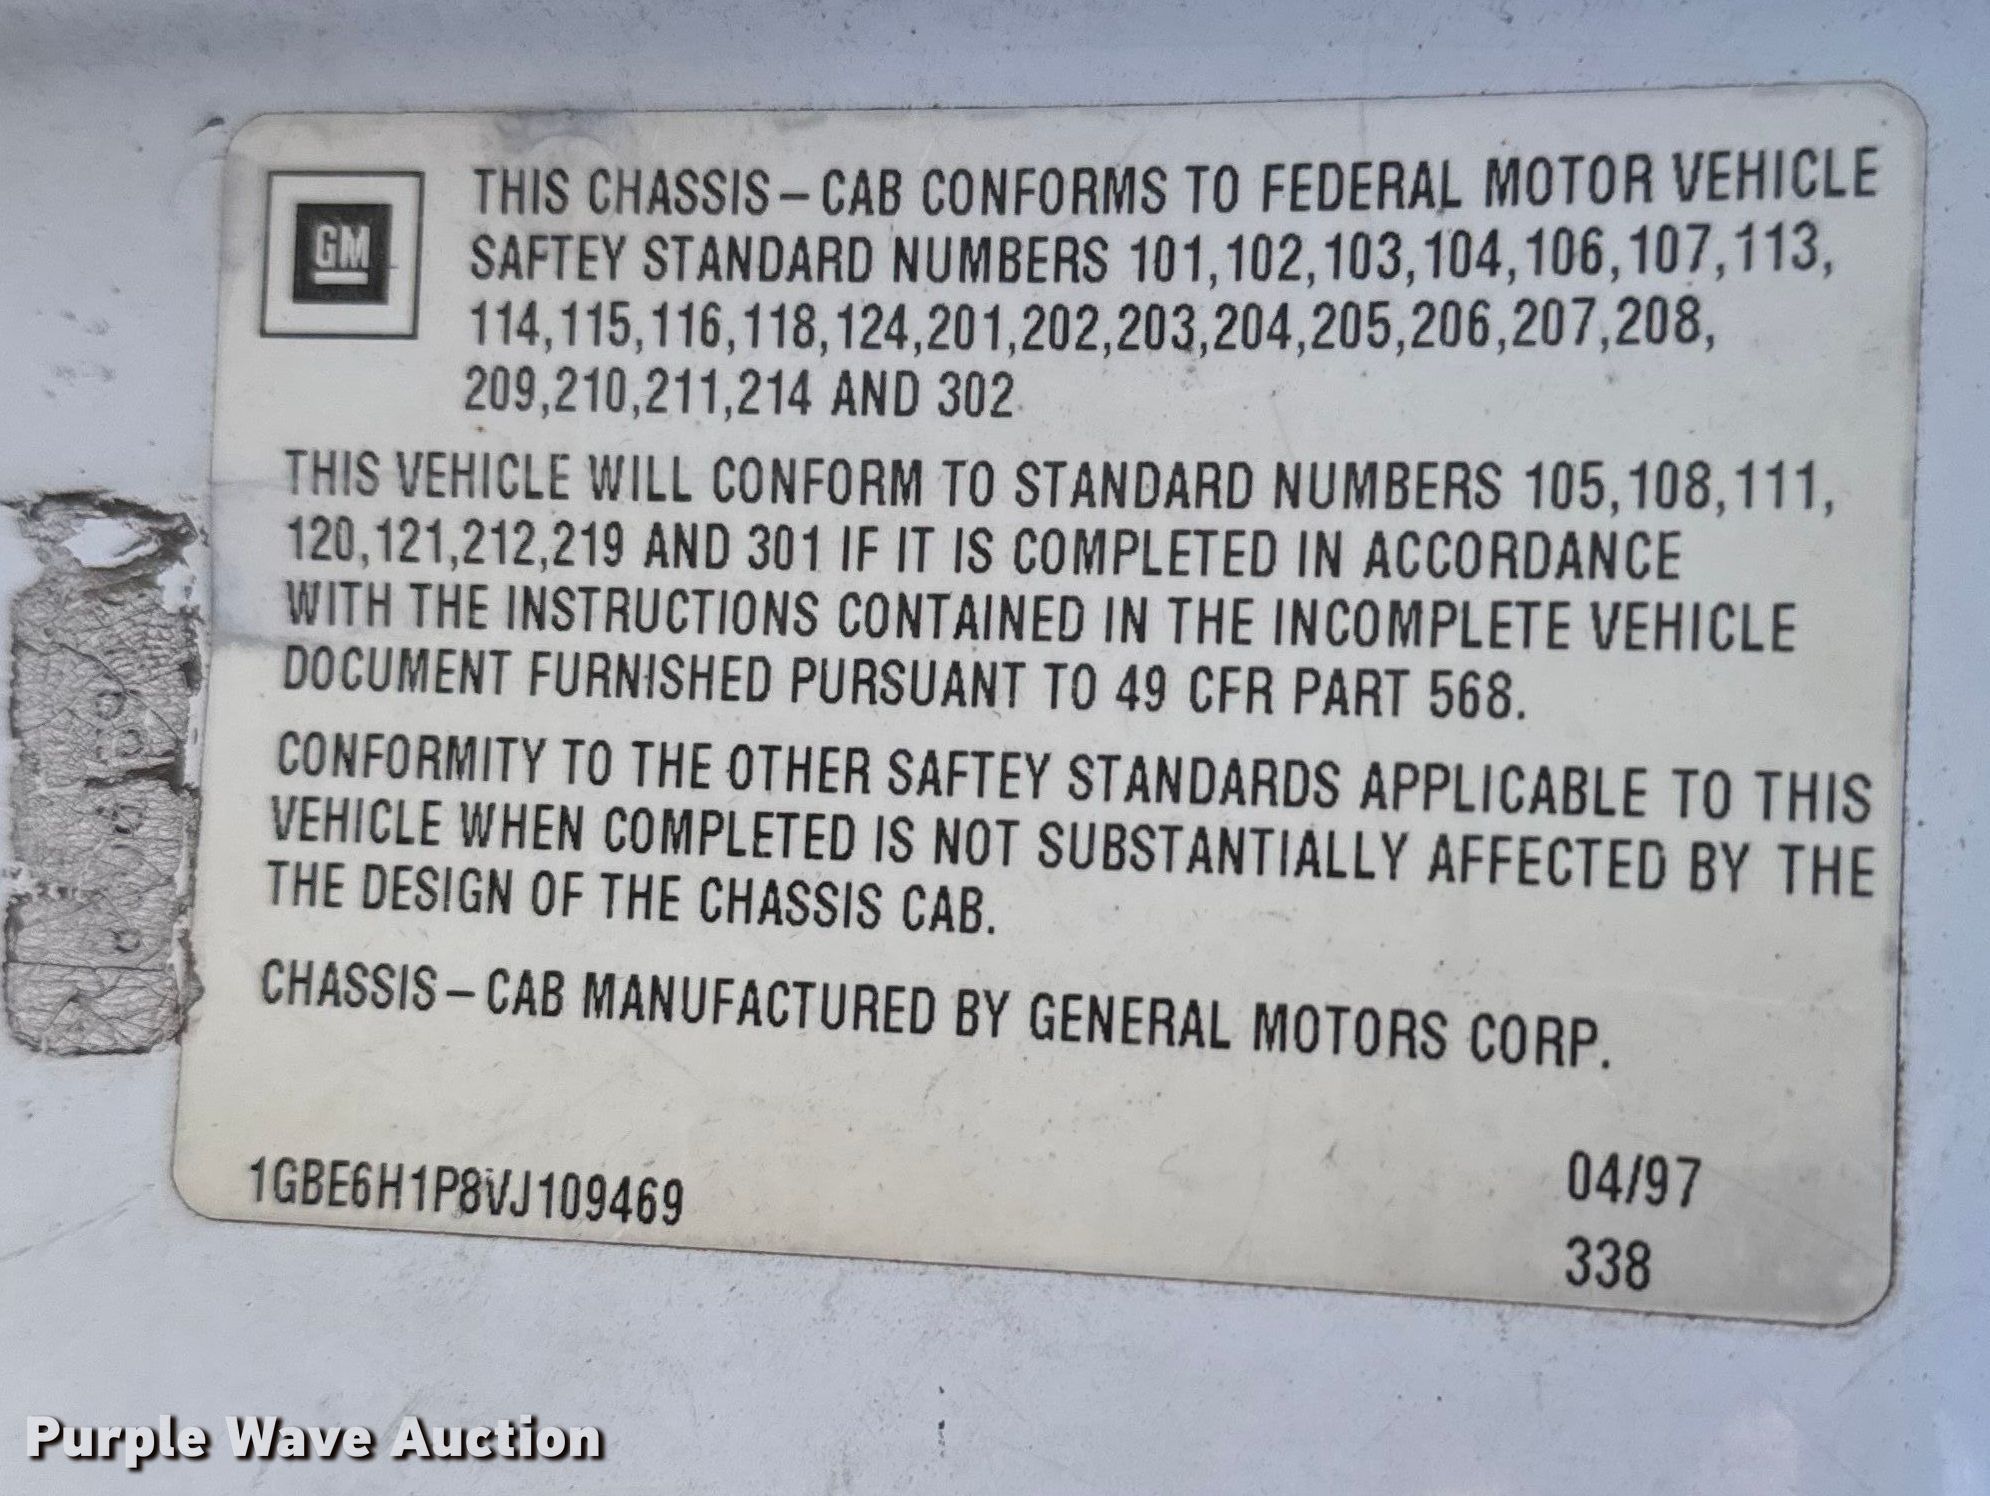 GM
THIS CHASSIS-CAB CONFORMS TO FEDERAL MOTOR VEHICLE
SAFTEY STANDARD NUMBERS 101,102,103,104,106,107,113,
114,115,116,118,124,201,202,203,204,205,206,207,208,
209,210,211,214 AND 302
THIS VEHICLE WILL CONFORM TO STANDARD NUMBERS 105,108,111,
120,121,212,219 AND 301 IF IT IS COMPLETED IN ACCORDANCE
WITH THE INSTRUCTIONS CONTAINED IN THE INCOMPLETE VEHICLE
DOCUMENT FURNISHED PURSUANT TO 49 CFR PART 568.
CONFORMITY TO THE OTHER SAFTEY STANDARDS APPLICABLE TO THIS
VEHICLE WHEN COMPLETED IS NOT SUBSTANTIALLY AFFECTED BY THE
THE DESIGN OF THE CHASSIS CAB.
CHASSIS-CAB MANUFACTURED BY GENERAL MOTORS CORP.
1GBE6H1P8VJ109469
04/97
338
Purple Wave Auction